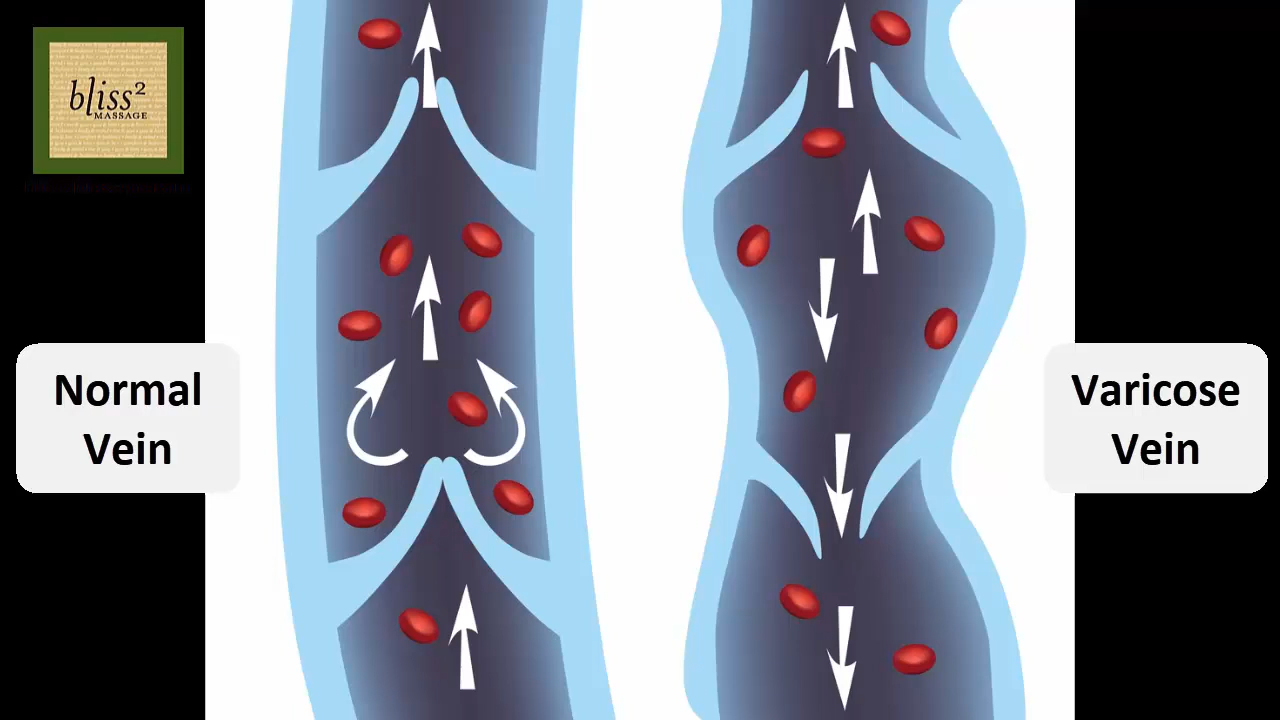 bliss²
MASSAGE
Normal
Vein
Varicose
Vein